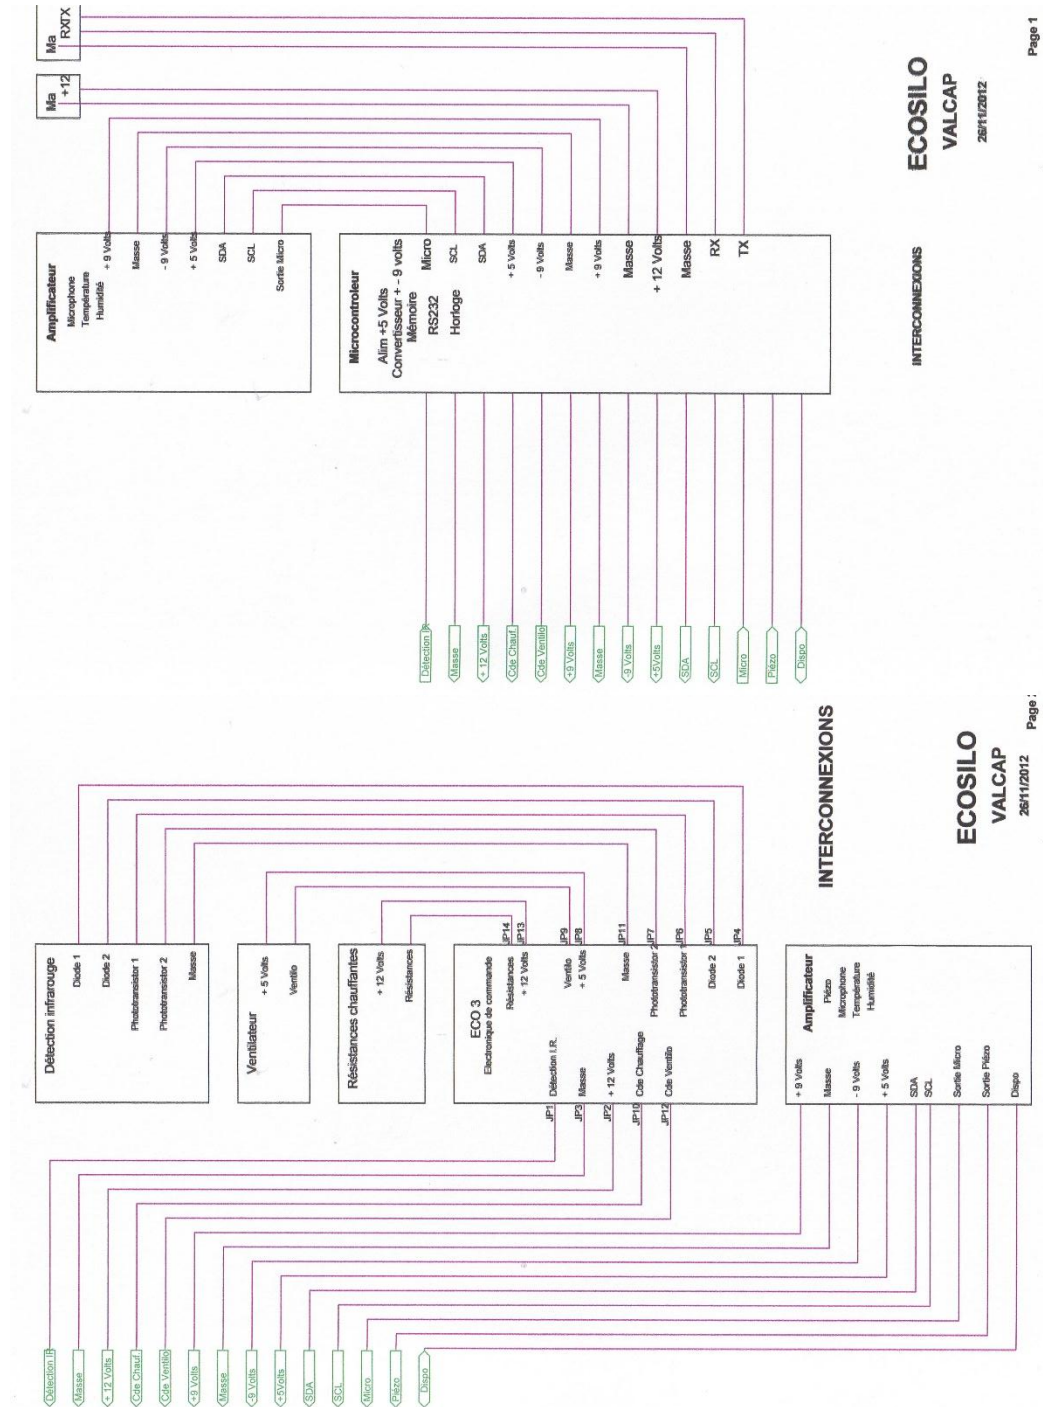 Ma
RXTX
Ma
+12
Amplificateur
Microphone
Température
Humidité
+ 9 Volts
Masse
- 9 Volts
+ 5 Volts
SDA
SCL
Sortie Micro
Microcontroleur
Alim +5 Volts
Convertisseur + - 9 volts
Mémoire
RS232
Horloge
Micro
SCL
SDA
+ 5 Volts
- 9 Volts
Masse
+ 9 Volts
Masse
+ 12 Volts
Masse
RX
TX
Détection IR
Masse
+ 12 Volts
Cde Chauf.
Cde Ventilo
+9 Volts
Masse
-9 Volts
+5Volts
SDA
SCL
Micro
Piézo
Dispo
INTERCONNEXIONS
ECOSILO
VALCAP
26/11/2012
Page 1
Détection infrarouge
Diode 1
Diode 2
Phototransistor 1
Phototransistor 2
Masse
Ventilateur
+ 5 Volts
Ventilo
Résistances chauffantes
+ 12 Volts
Résistances
ECO 3
Electronique de commande
JP14
Résistances
JP13
+ 12 Volts
JP9
Ventilo
JP8
+ 5 Volts
JP11
Masse
JP7
Phototransistor 2
JP6
Phototransistor 1
JP5
Diode 2
JP4
Diode 1
JP1
Détection I.R.
JP3
Masse
JP2
+ 12 Volts
JP10
Cde Chauffage
JP12
Cde Ventilo
Amplificateur
Piézo
Microphone
Température
Humidité
+ 9 Volts
Masse
- 9 Volts
+ 5 Volts
SDA
SCL
Sortie Micro
Sortie Piézo
Dispo
Détection IR
Masse
+ 12 Volts
Cde Chauf.
Cde Ventilo
+9 Volts
Masse
-9 Volts
+5Volts
SDA
SCL
Micro
Piézo
Dispo
INTERCONNEXIONS
ECOSILO
VALCAP
26/11/2012
Page